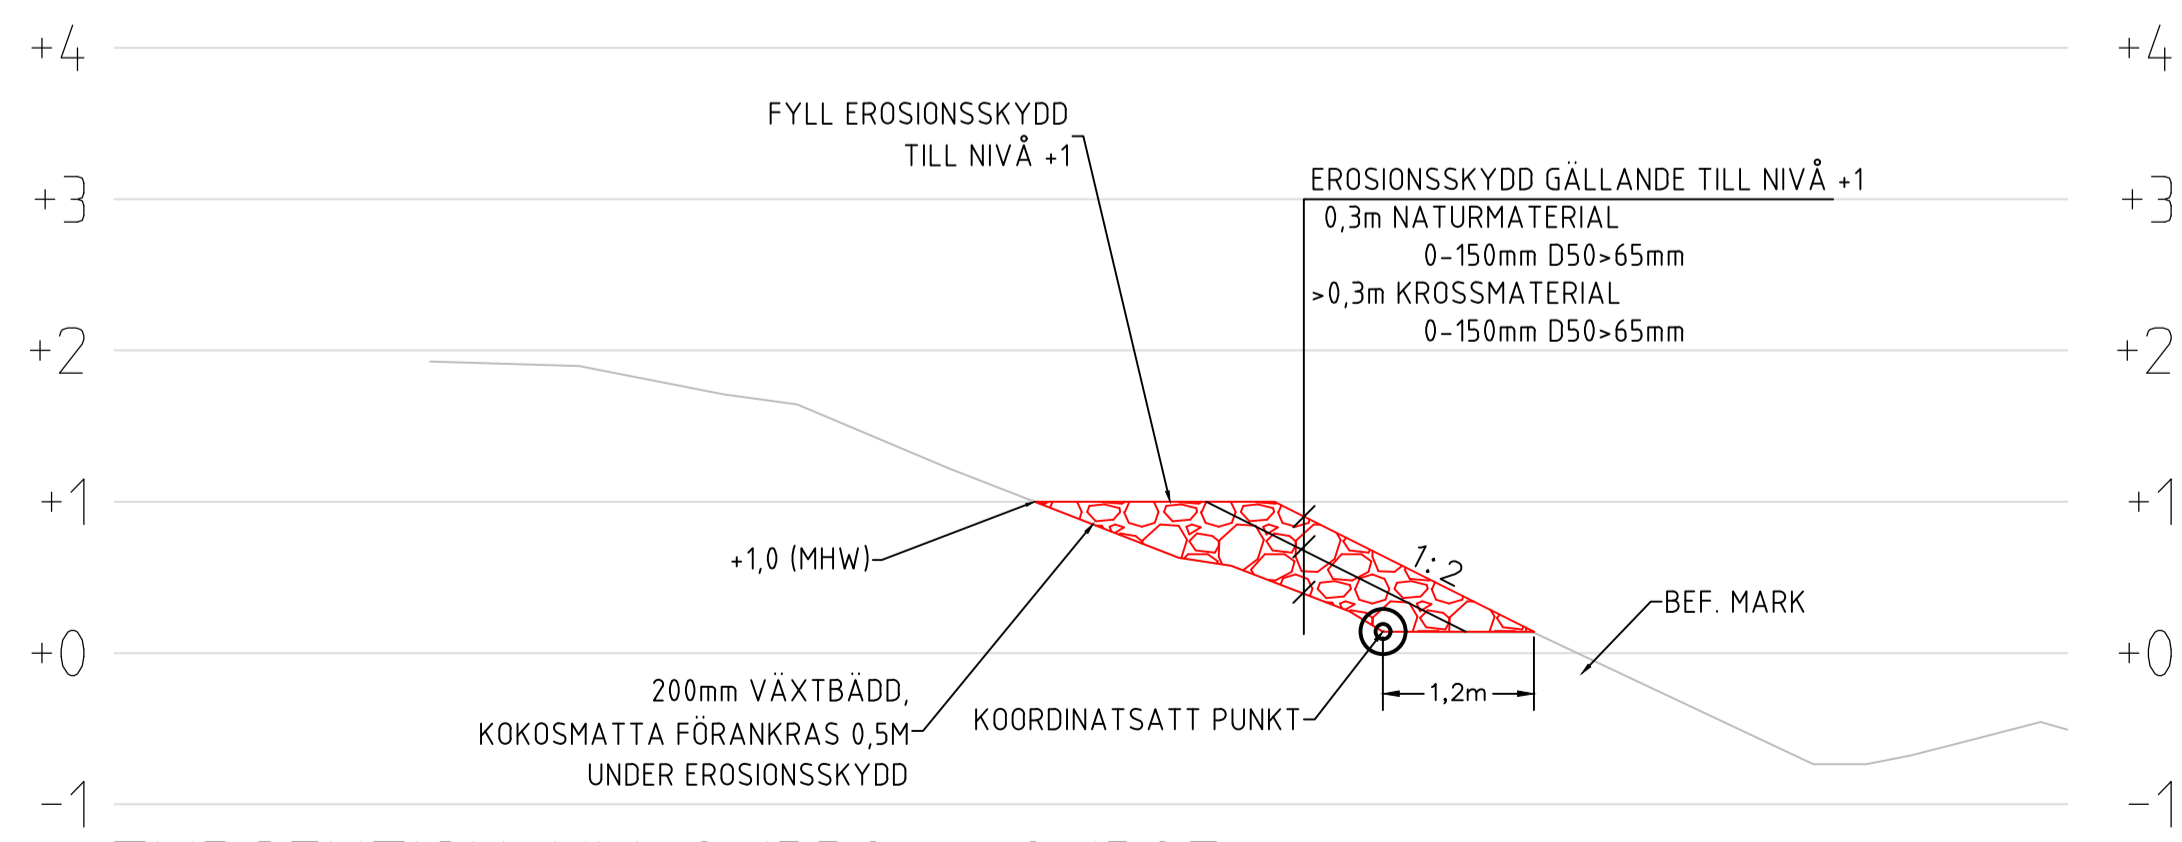 +4 +4
FYLL EROSIONSSKYDD
TILL NIVÅ +1
EROSIONSSKYDD GÄLLANDE TILL NIVÅ +1
+3 +3
0,3m NATURMATERIAL
0-150mm D50>65mm
>0,3m KROSSMATERIAL
0-150mm D50>65mm
+2 +2
+1 +1
+1,0 (MHW)
1:2
BEF. MARK
+0 +0
200mm VÄXTBÄDD,
KOKOSMATTA FÖRANKRAS 0,5M
UNDER EROSIONSSKYDD
KOORDINATSATT PUNKT
1,2m
-1 -1